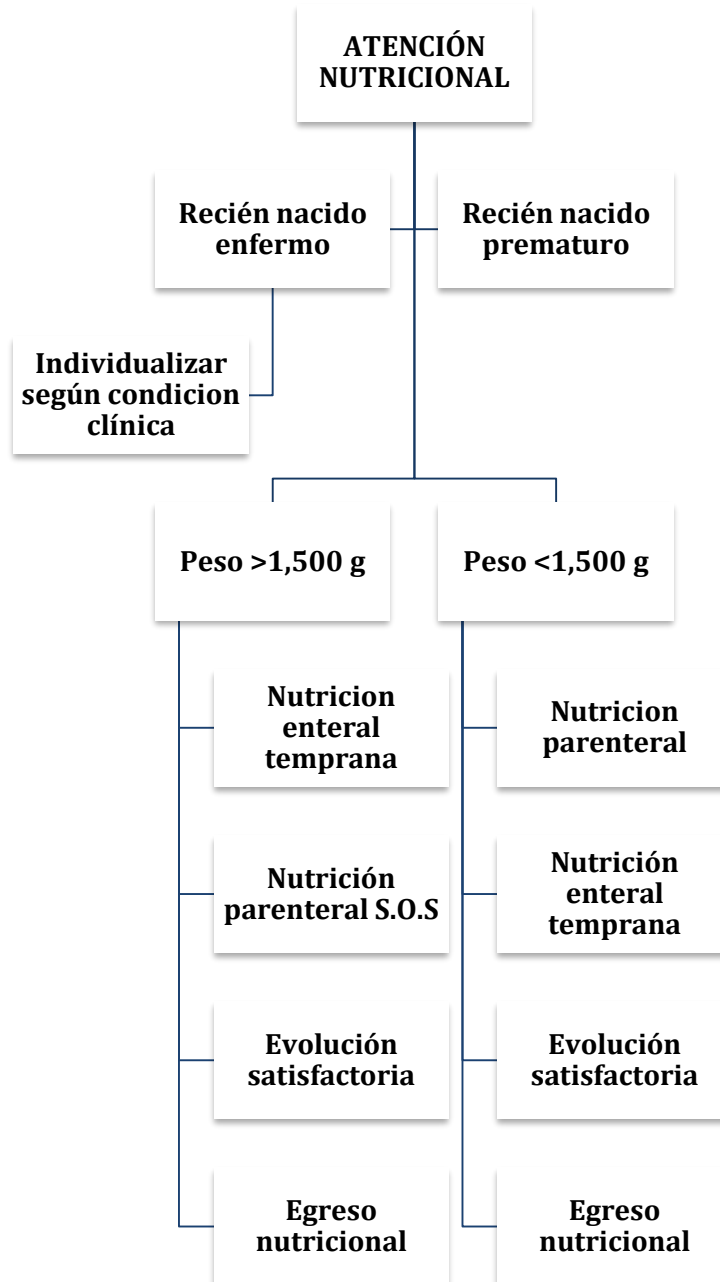 ATENCIÓN
NUTRICIONAL
Recién nacido
enfermo
Recién nacido
prematuro
Individualizar
según condicion
clínica
Peso >1,500 g
Peso <1,500 g
Nutricion
enteral
temprana
Nutricion
parenteral
Nutrición
parenteral S.O.S
Nutrición
enteral
temprana
Evolución
satisfactoria
Evolución
satisfactoria
Egreso
nutricional
Egreso
nutricional